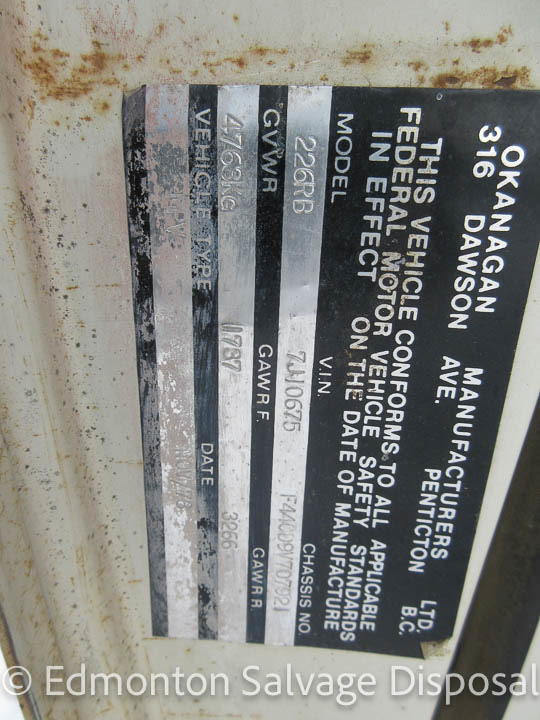 OKANAGAN MANUFACTURERS LTD.
316 DAWSON AVE. PENTICTON B.C.
THIS VEHICLE CONFORMS TO ALL APPLICABLE
FEDERAL MOTOR VEHICLE SAFETY STANDARDS
IN EFFECT ON THE DATE OF MANUFACTURE
MODEL V.I.N. CHASSIS NO.
226RB 7JJ0675
GVWR GAWR F. GAWR R.
4763KG 1787 3266
VEHICLE TYPE DATE
© Edmonton Salvage Disposal